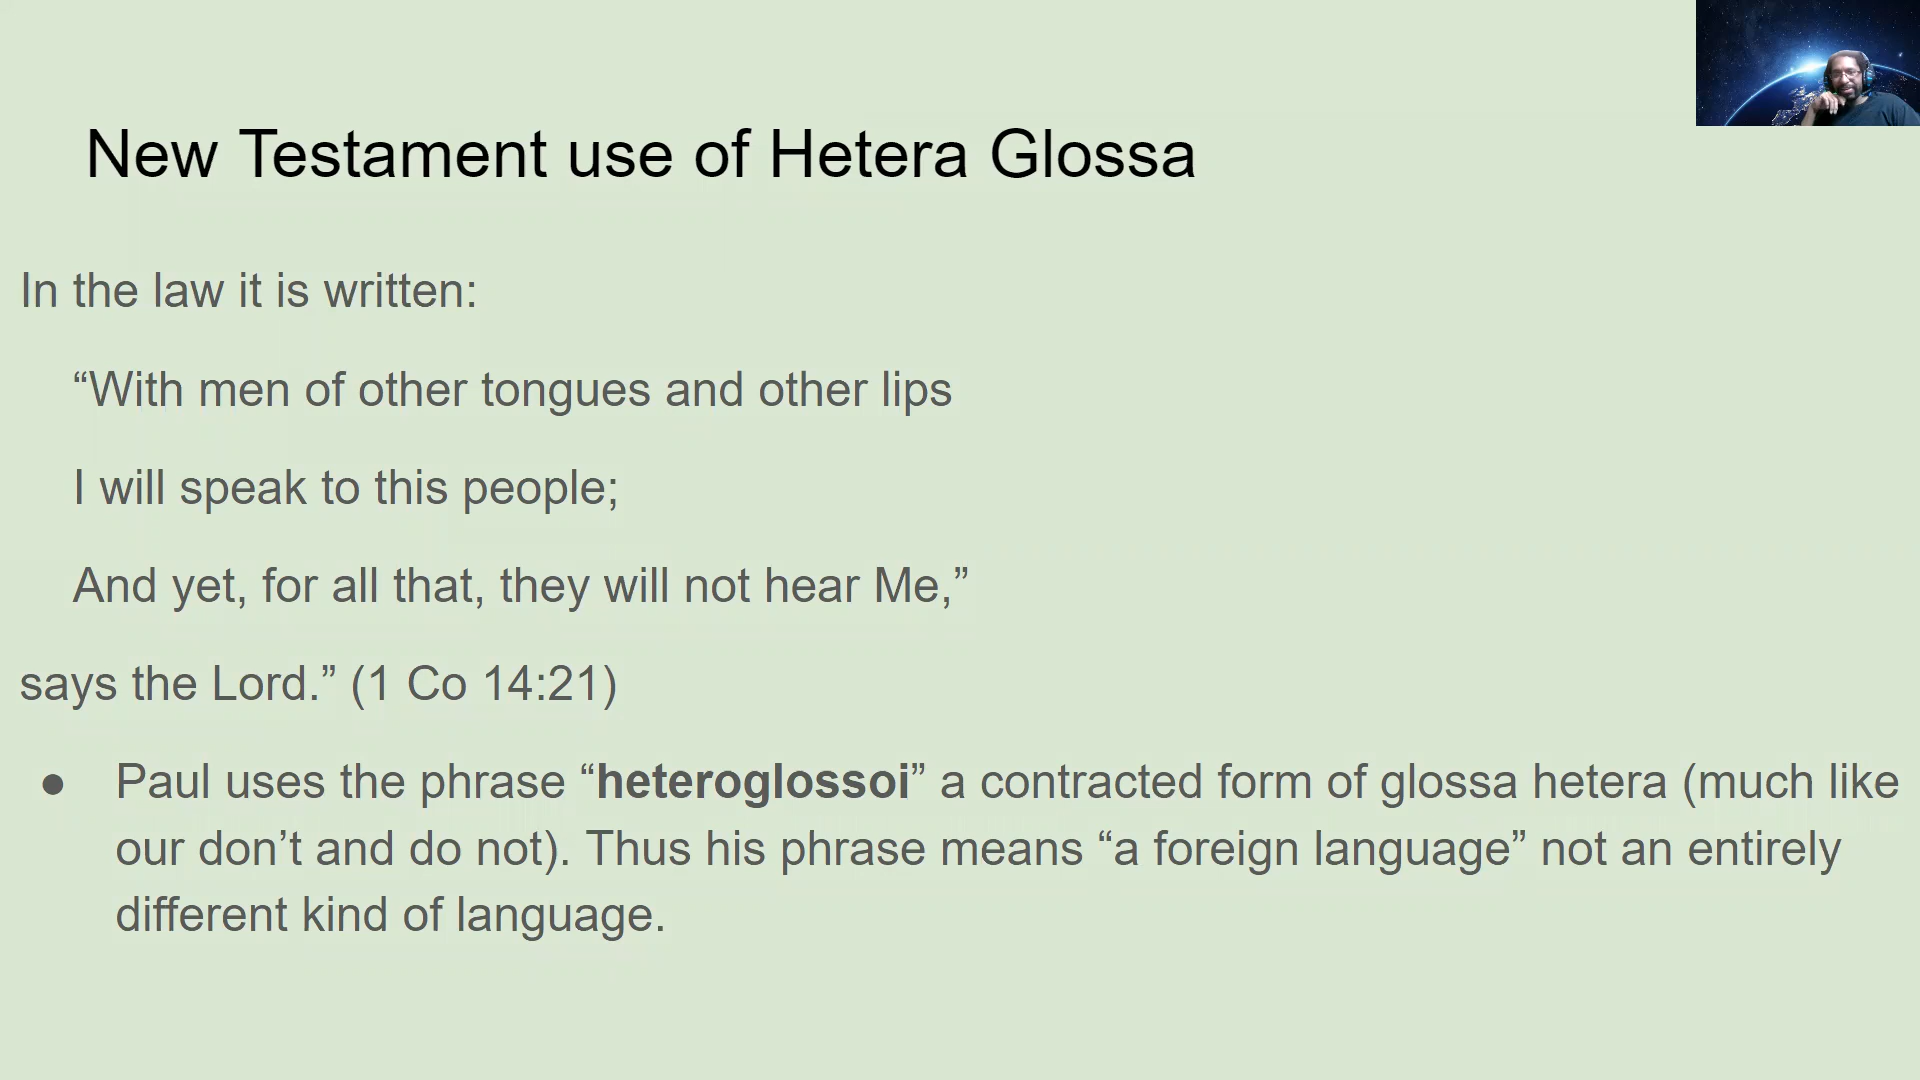 New Testament use of Hetera Glossa
In the law it is written:
“With men of other tongues and other lips
I will speak to this people;
And yet, for all that, they will not hear Me,”
says the Lord.” (1 Co 14:21)
● Paul uses the phrase “heteroglossoi” a contracted form of glossa hetera (much like
our don’t and do not). Thus his phrase means “a foreign language” not an entirely
different kind of language.